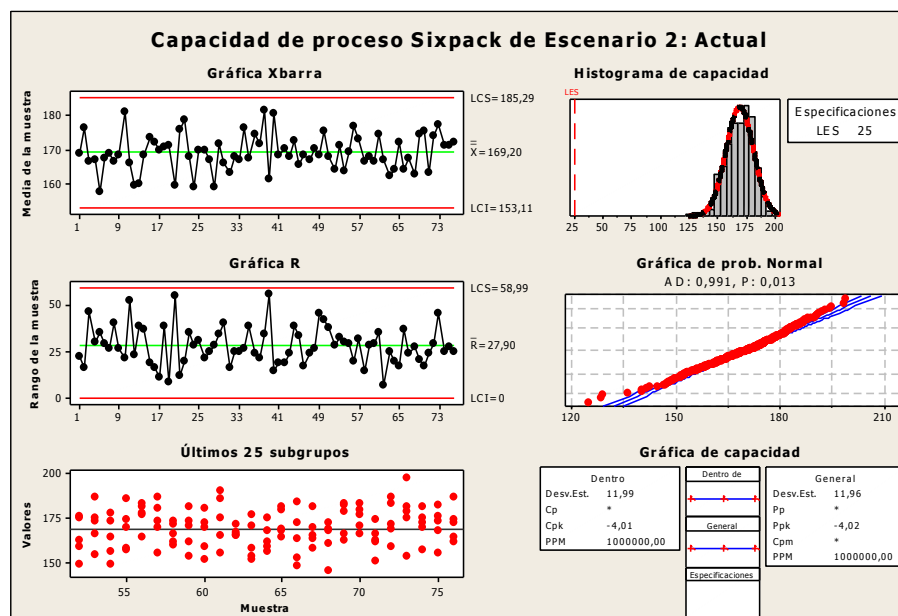 Capacidad de proceso Sixpack de Escenario 2: Actual
Gráfica Xbarra
Media de la muestra
180
170
160
1 9 17 25 33 41 49 57 65 73
LCS=185,29
X=169,20
LCI=153,11
Histograma de capacidad
LES
25 50 75 100 125 150 175 200
Especificaciones
LES 25
Gráfica R
Rango de la muestra
50
25
0
1 9 17 25 33 41 49 57 65 73
LCS=58,99
R=27,90
LCI=0
Gráfica de prob. Normal
AD: 0,991, P: 0,013
120 150 180 210
Últimos 25 subgrupos
Valores
200
175
150
55 60 65 70 75
Muestra
Gráfica de capacidad
Dentro
Desv.Est. 11,99
Cp *
Cpk -4,01
PPM 1000000,00
Dentro de
General
Especificaciones
General
Desv.Est. 11,96
Pp *
Ppk -4,02
Cpm *
PPM 1000000,00